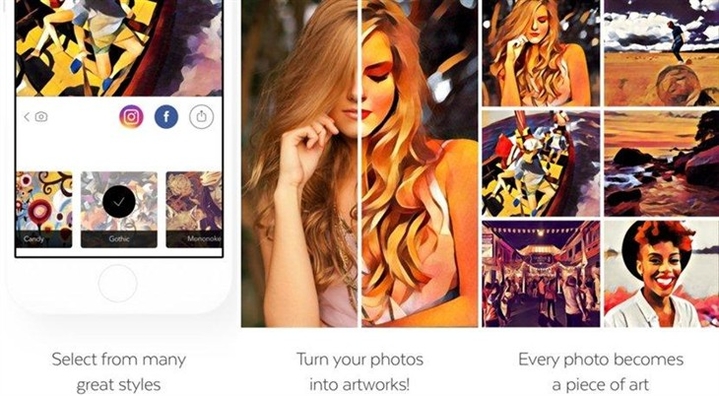 Candy
Gothic
Mononoke
Select from many
great styles
Turn your photos
into artworks!
Every photo becomes
a piece of art